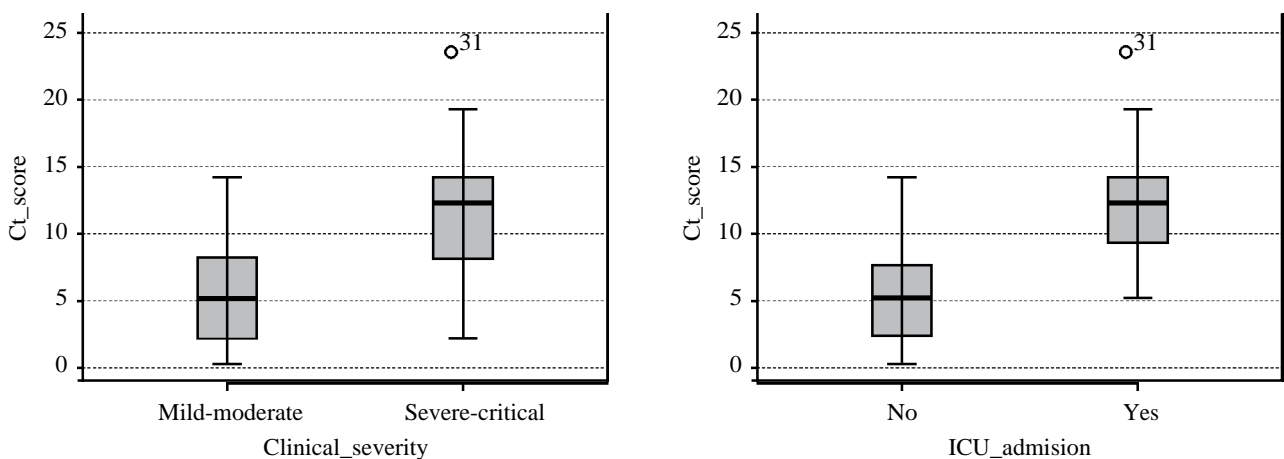 25
20
15
10
5
0
Ct_score
31
Mild-moderate Severe-critical
Clinical_severity
25
20
15
10
5
0
Ct_score
31
No Yes
ICU_admision